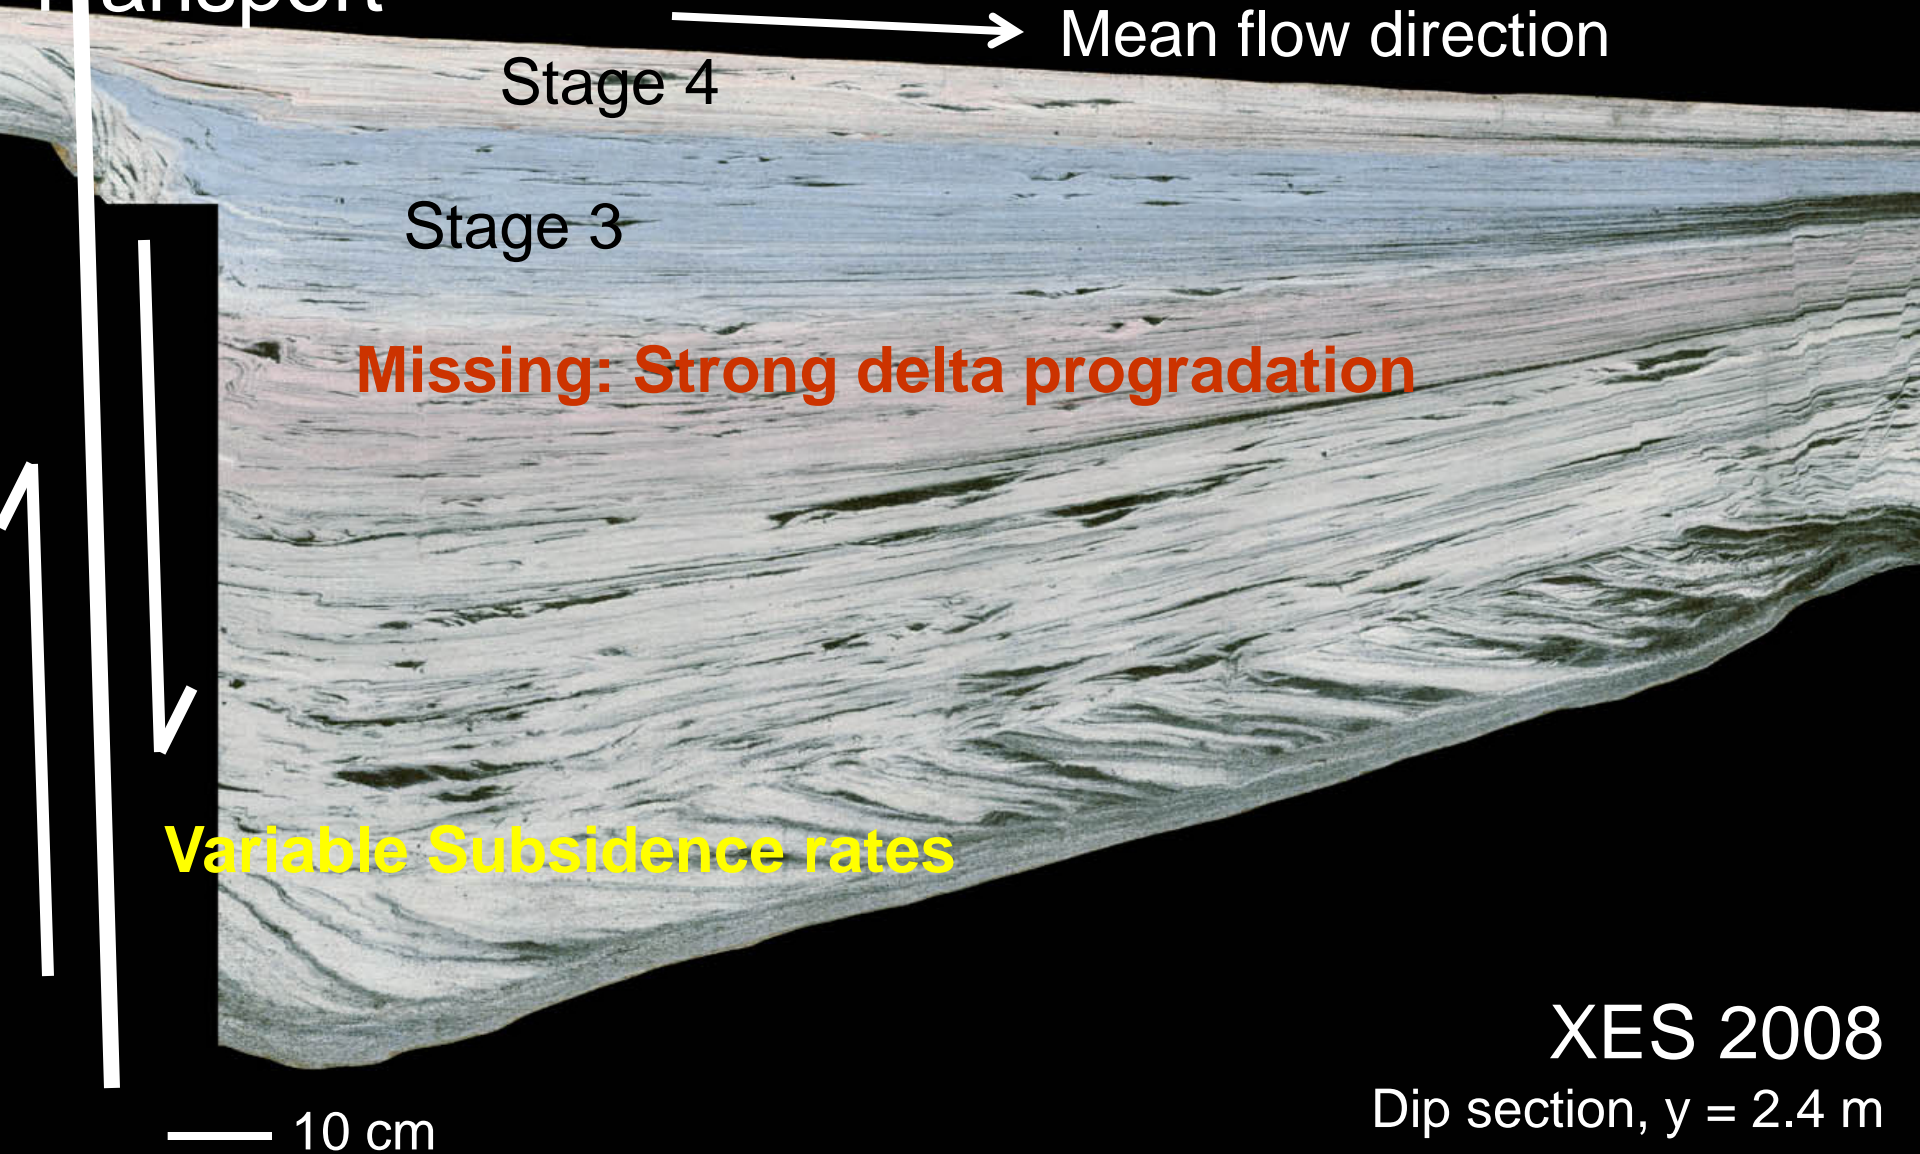 Transport
Mean flow direction
Stage 4
Stage 3
Missing: Strong delta progradation
Variable Subsidence rates
XES 2008
Dip section, y = 2.4 m
10 cm